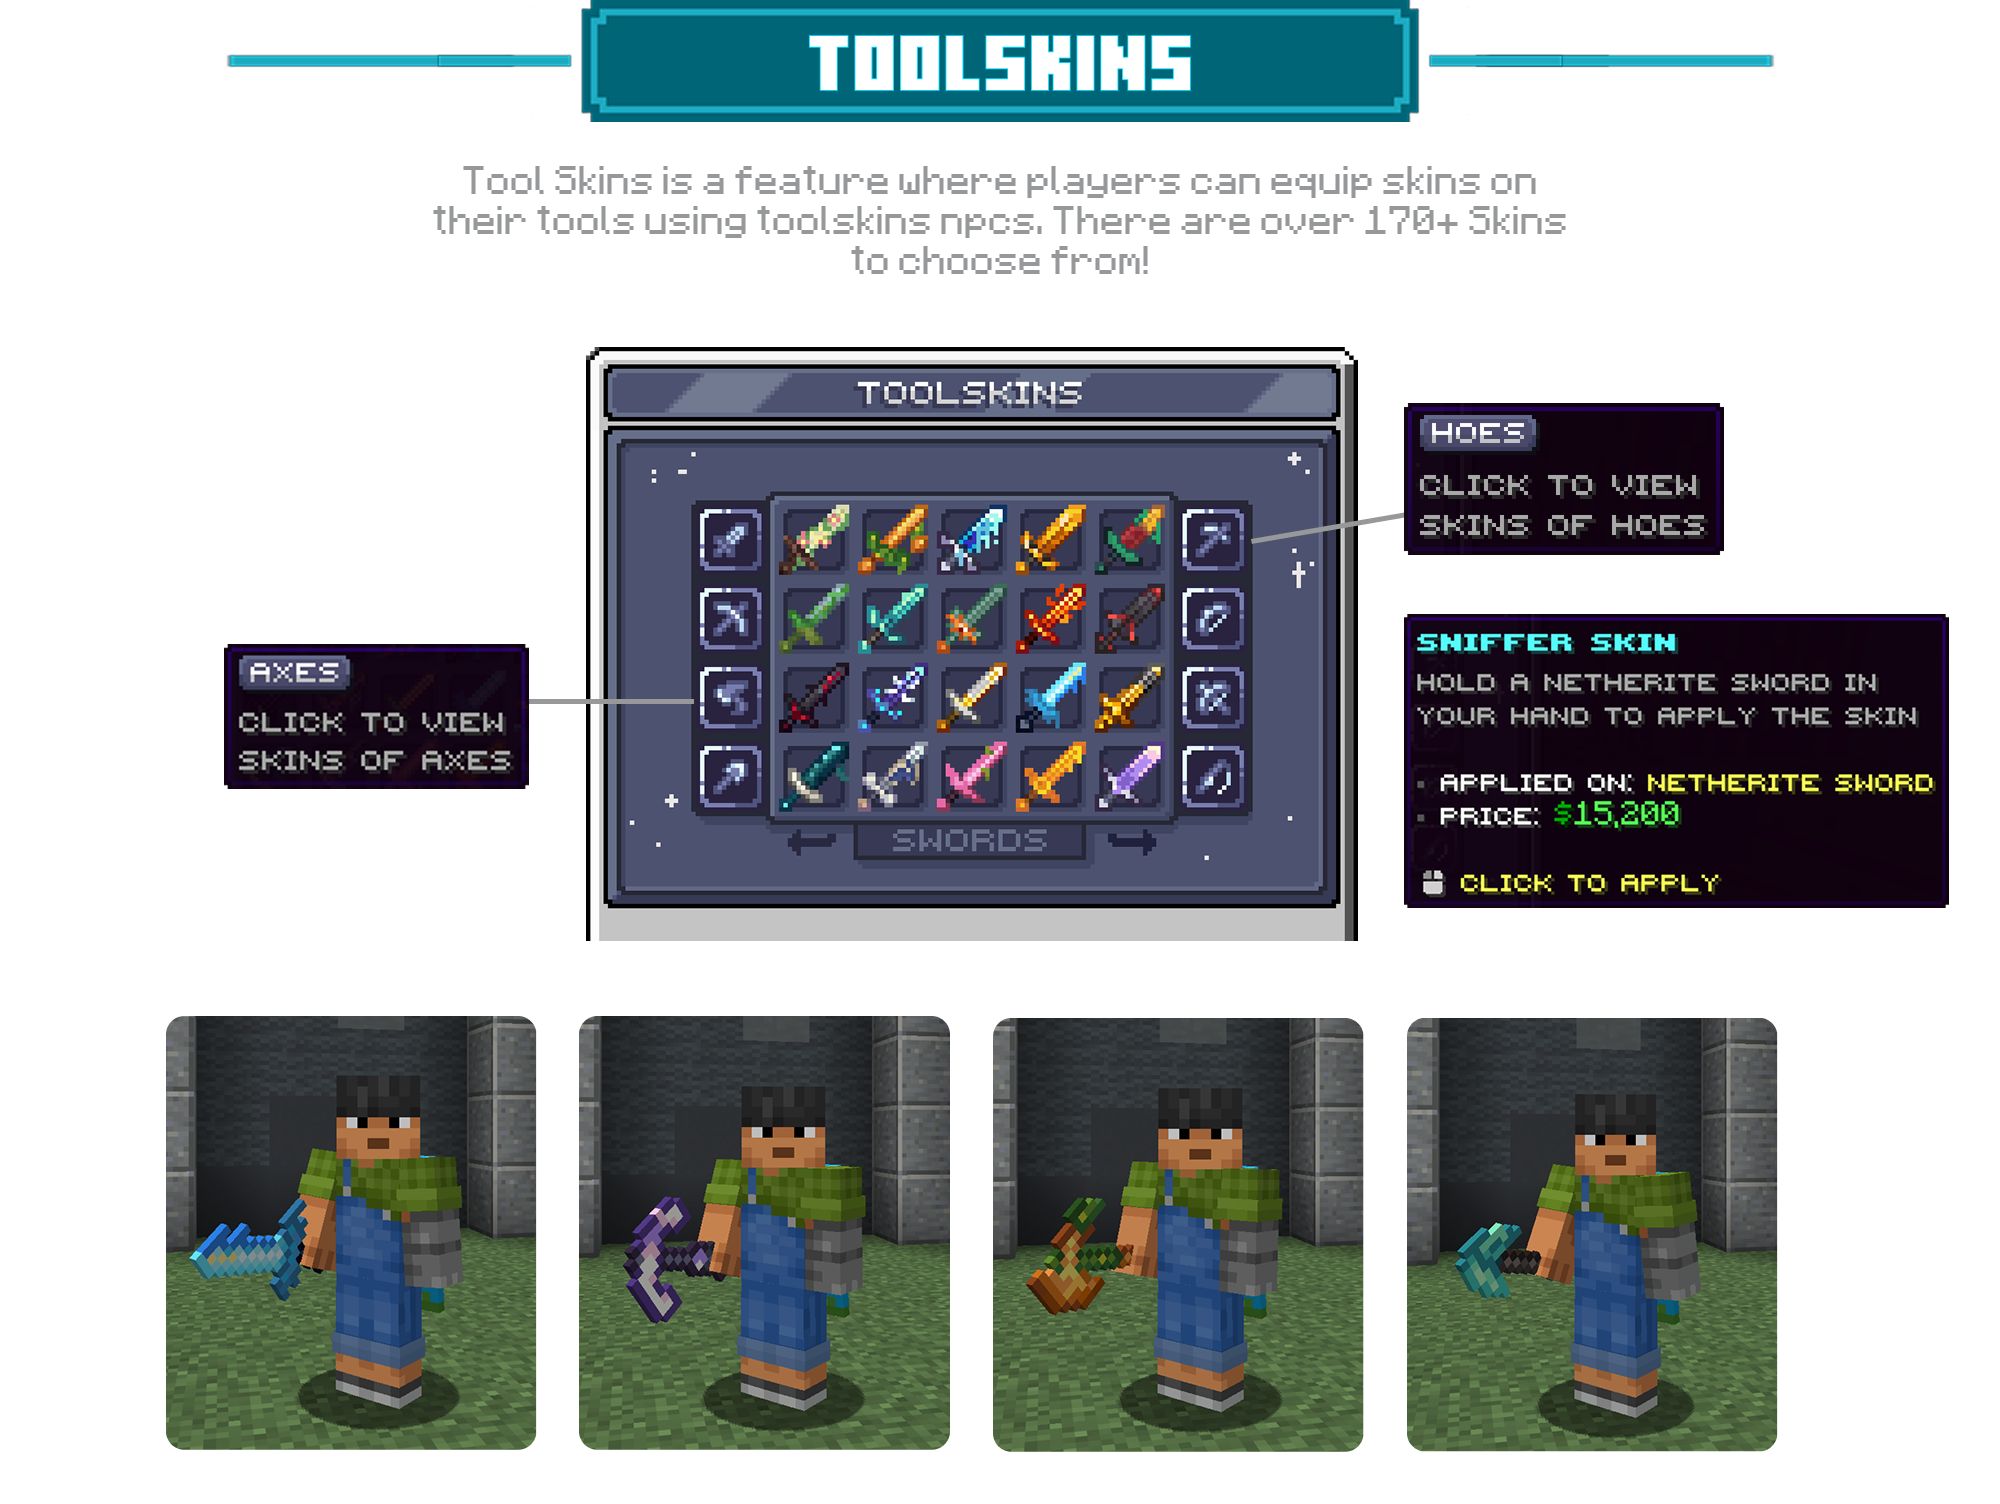 TOOLSKINS
Tool Skins is a feature where players can equip skins on
their tools using toolskins npcs. There are over 170+ Skins
to choose from!
TOOLSKINS
HOES
CLICK TO VIEW
SKINS OF HOES
AXES
CLICK TO VIEW
SKINS OF AXES
SNIFFER SKIN
HOLD A NETHERITE SWORD IN
YOUR HAND TO APPLY THE SKIN
• APPLIED ON: NETHERITE SWORD
• PRICE: $15,200
CLICK TO APPLY
SWORDS